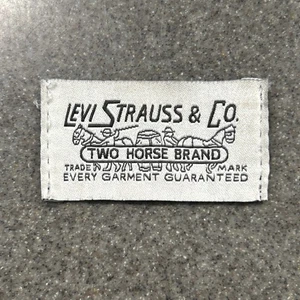 LEVI STRAUSS & CO.
TWO HORSE BRAND
TRADE MARK
EVERY GARMENT GUARANTEED